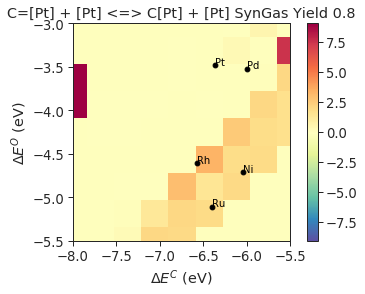 C=[Pt] + [Pt] <=> C[Pt] + [Pt] SynGas Yield 0.8
−3.0
−3.5
−4.0
−4.5
−5.0
−5.5
ΔE^O (eV)
Pt
Pd
Rh
Ni
Ru
−8.0 −7.5 −7.0 −6.5 −6.0 −5.5
ΔE^C (eV)
7.5
5.0
2.5
0.0
−2.5
−5.0
−7.5